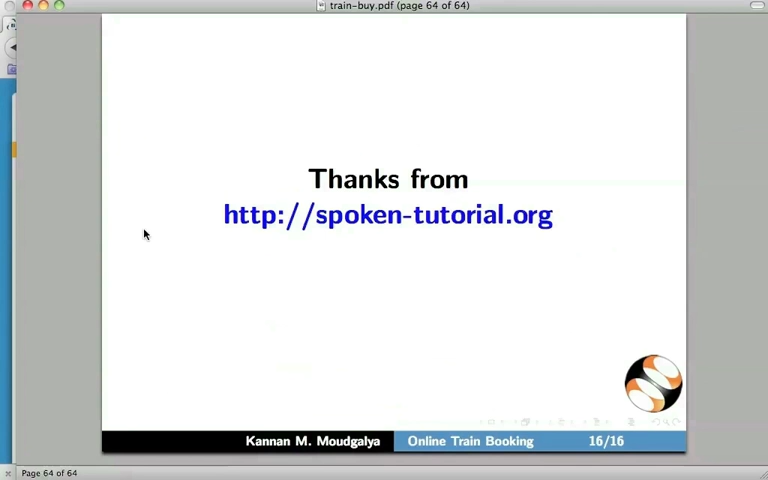 train-buy.pdf (page 64 of 64)
Thanks from
http://spoken-tutorial.org
Kannan M. Moudgalya Online Train Booking 16/16
Page 64 of 64